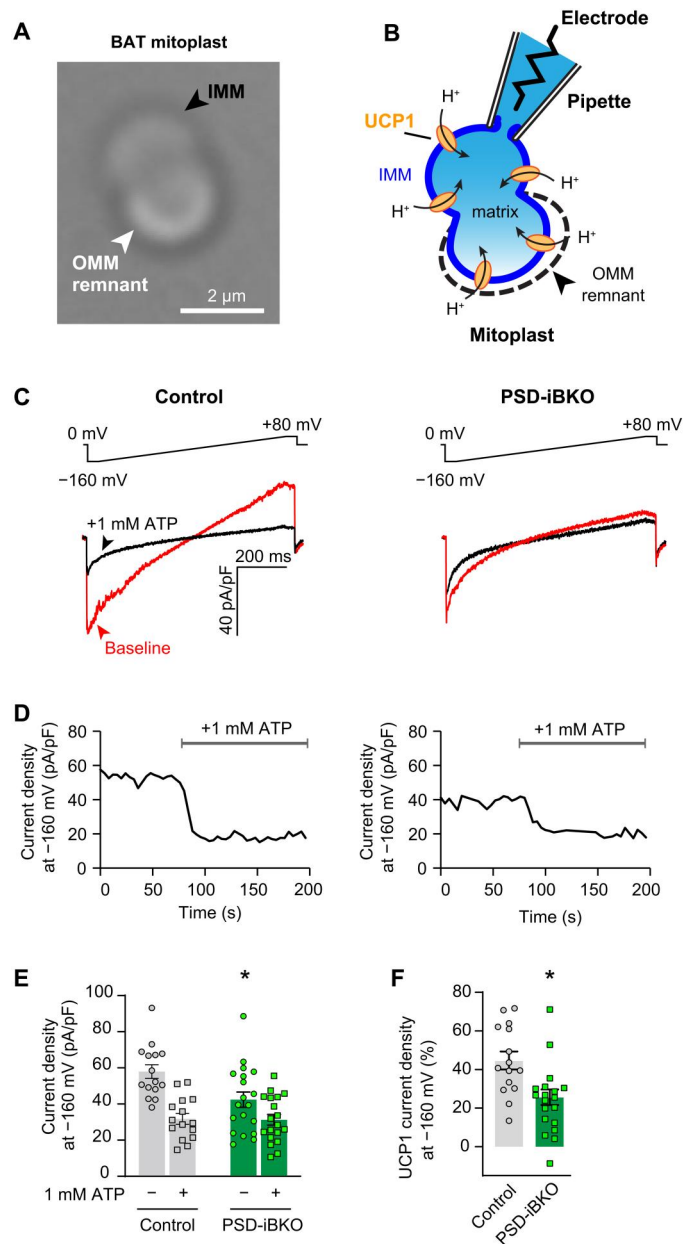 A
BAT mitoplast
IMM
OMM
remnant
2 µm
B
Electrode
Pipette
H+
UCP1
IMM
H+
H+
matrix
H+
OMM
remnant
H+
Mitoplast
C
Control
0 mV
+80 mV
−160 mV
+1 mM ATP
200 ms
40 pA/pF
Baseline
PSD-iBKO
0 mV
+80 mV
−160 mV
D
Current density
at −160 mV (pA/pF)
80
60
40
20
0
+1 mM ATP
0 50 100 150 200
Time (s)
Current density
at −160 mV (pA/pF)
80
60
40
20
0
+1 mM ATP
0 50 100 150 200
Time (s)
E
Current density
at −160 mV (pA/pF)
100
80
60
40
20
0
*
1 mM ATP − + − +
Control PSD-iBKO
F
UCP1 current density
at −160 mV (%)
80
60
40
20
0
*
Control
PSD-iBKO